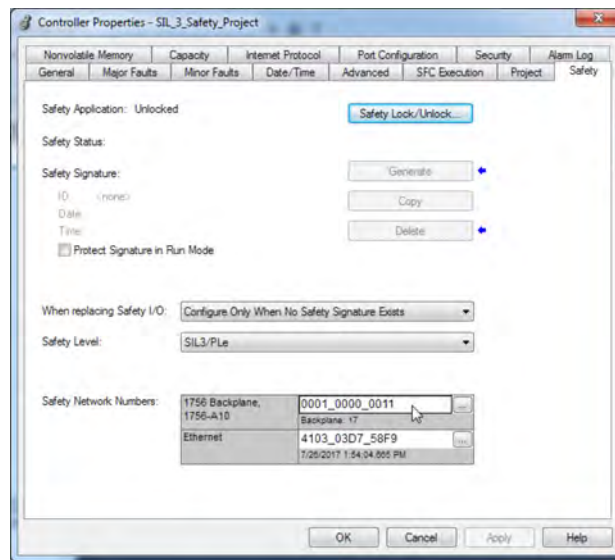 Controller Properties - SIL_3_Safety_Project
Nonvolatile Memory Capacity Internet Protocol Port Configuration Security Alarm Log
General Major Faults Minor Faults Date/Time Advanced SFC Execution Project Safety
Safety Application: Unlocked
Safety Lock/Unlock...
Safety Status:
Safety Signature:
Generate
ID: <none>
Copy
Date:
Time:
Delete
Protect Signature in Run Mode
When replacing Safety I/O: Configure Only When No Safety Signature Exists
Safety Level: SIL3/PLe
Safety Network Numbers: 1756 Backplane, 0001_0000_0011 ...
1756-A10 Backplane: 17
Ethernet 4103_03D7_58F9 ...
7/26/2017 1:54:04.665 PM
OK Cancel Apply Help